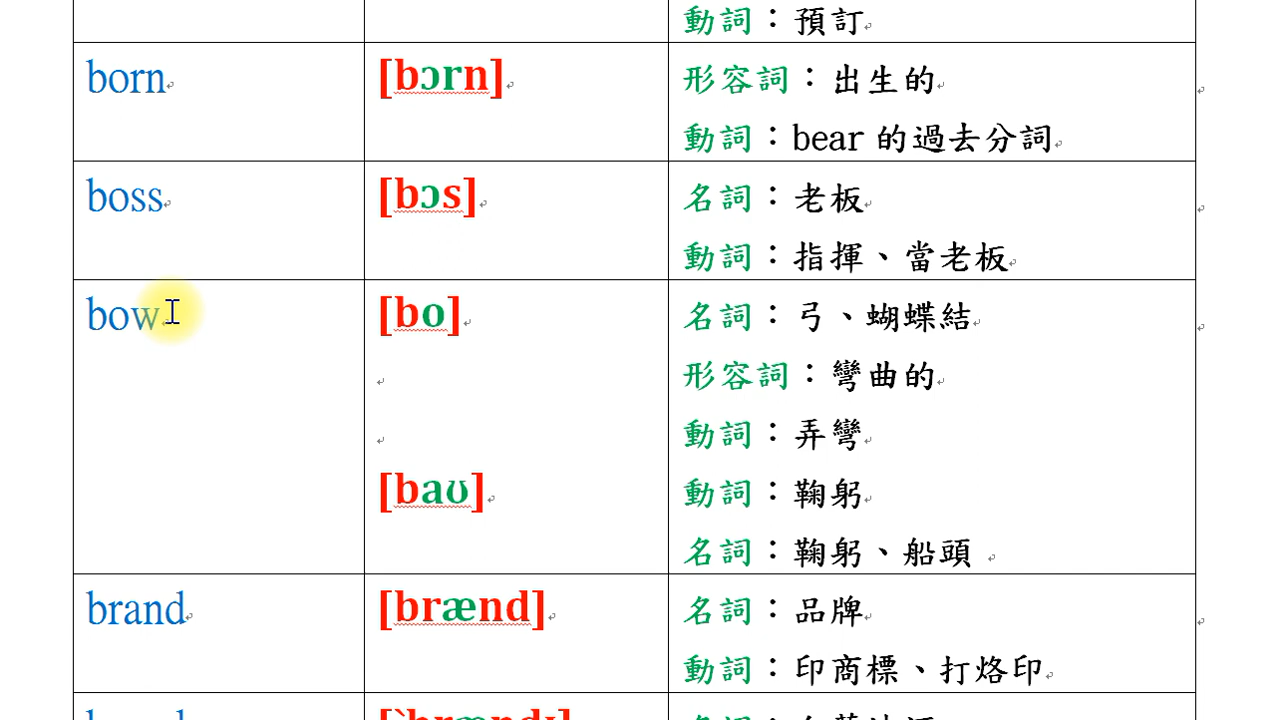 動詞：預訂
born [bɔrn] 形容詞：出生的
動詞：bear 的過去分詞
boss [bɔs] 名詞：老板
動詞：指揮、當老板
bow [bo] 名詞：弓、蝴蝶結
形容詞：彎曲的
動詞：弄彎
[baʊ] 動詞：鞠躬
名詞：鞠躬、船頭
brand [brænd] 名詞：品牌
動詞：印商標、打烙印